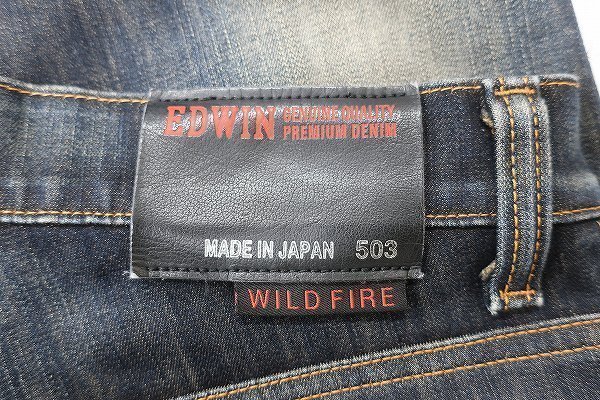 EDWIN GENUINE QUALITY
PREMIUM DENIM
MADE IN JAPAN 503
WILD FIRE